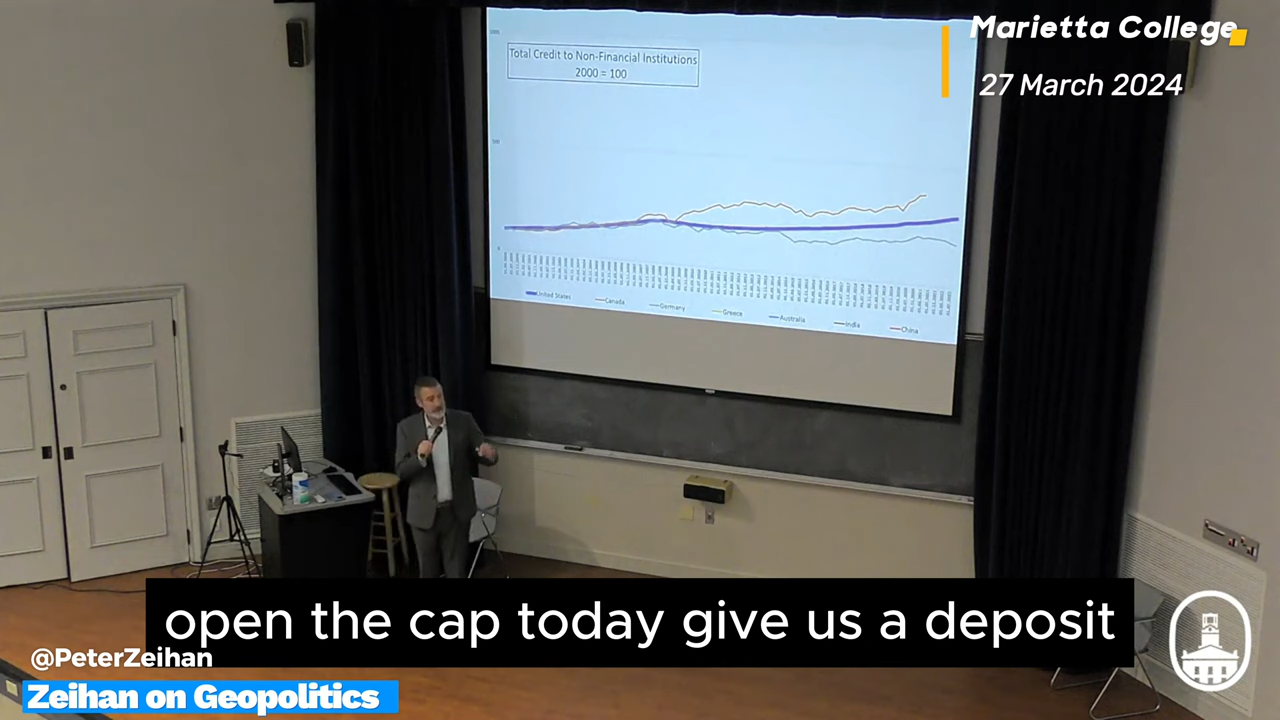 Marietta College
27 March 2024
Total Credit to Non-Financial Institutions
2000 = 100
United States
Canada
Germany
Greece
Australia
India
China
open the cap today give us a deposit
@PeterZeihan
Zeihan on Geopolitics